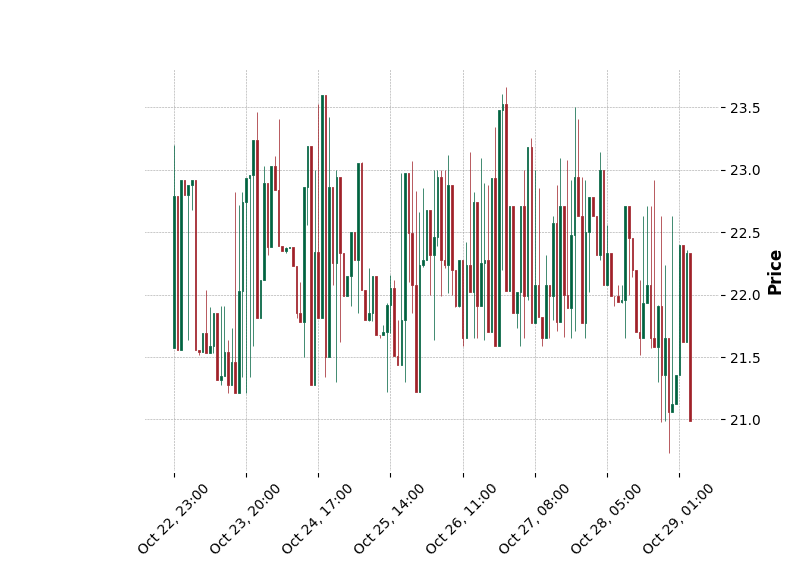 23.5
23.0
22.5
22.0
21.5
21.0
Price
Oct 22, 23:00
Oct 23, 20:00
Oct 24, 17:00
Oct 25, 14:00
Oct 26, 11:00
Oct 27, 08:00
Oct 28, 05:00
Oct 29, 01:00